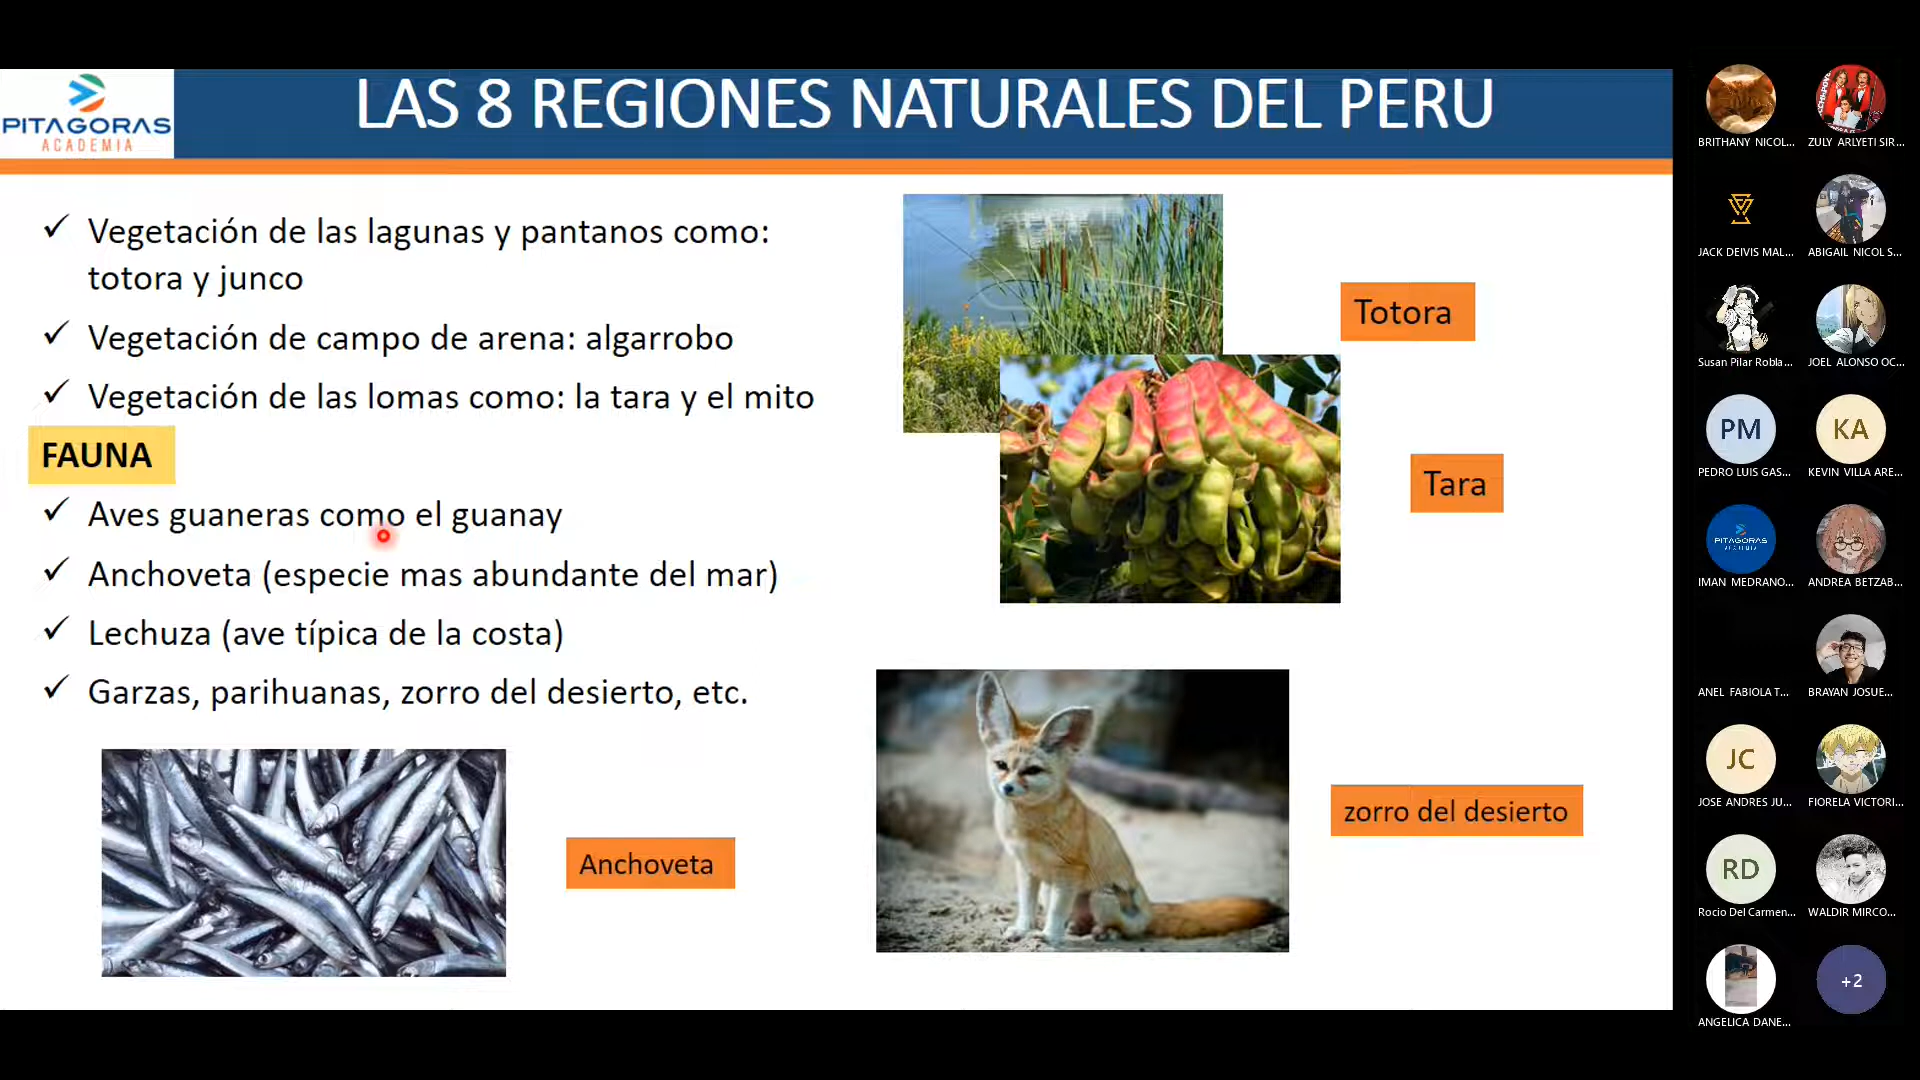 PITAGORAS
ACADEMIA
LAS 8 REGIONES NATURALES DEL PERU
✓ Vegetación de las lagunas y pantanos como:
totora y junco
✓ Vegetación de campo de arena: algarrobo
✓ Vegetación de las lomas como: la tara y el mito
FAUNA
✓ Aves guaneras como el guanay
✓ Anchoveta (especie mas abundante del mar)
✓ Lechuza (ave típica de la costa)
✓ Garzas, parihuanas, zorro del desierto, etc.
Totora
Tara
Anchoveta
zorro del desierto
BRITHANY NICOL...
ZULY ARLYETI SIR...
JACK DEIVIS MAL...
ABIGAIL NICOL S...
Susan Pilar Robla...
JOEL ALONSO OC...
PM
PEDRO LUIS GAS...
KA
KEVIN VILLA ARE...
PITAGORAS
ACADEMIA
IMAN MEDRANO...
ANDREA BETZAB...
ANEL FABIOLA T...
BRAYAN JOSUE...
JC
JOSE ANDRES JU...
FIORELA VICTORI...
RD
Rocio Del Carmen...
WALDIR MIRCO...
ANGELICA DANE...
+2